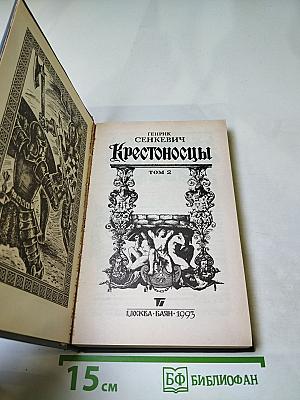 ГЕНРИК
СЕНКЕВИЧ
КРЕСТОНОСЦЫ
ТОМ 2
МОСКВА·БАЯН·1993
15 см
БФ БИБЛИОФАН